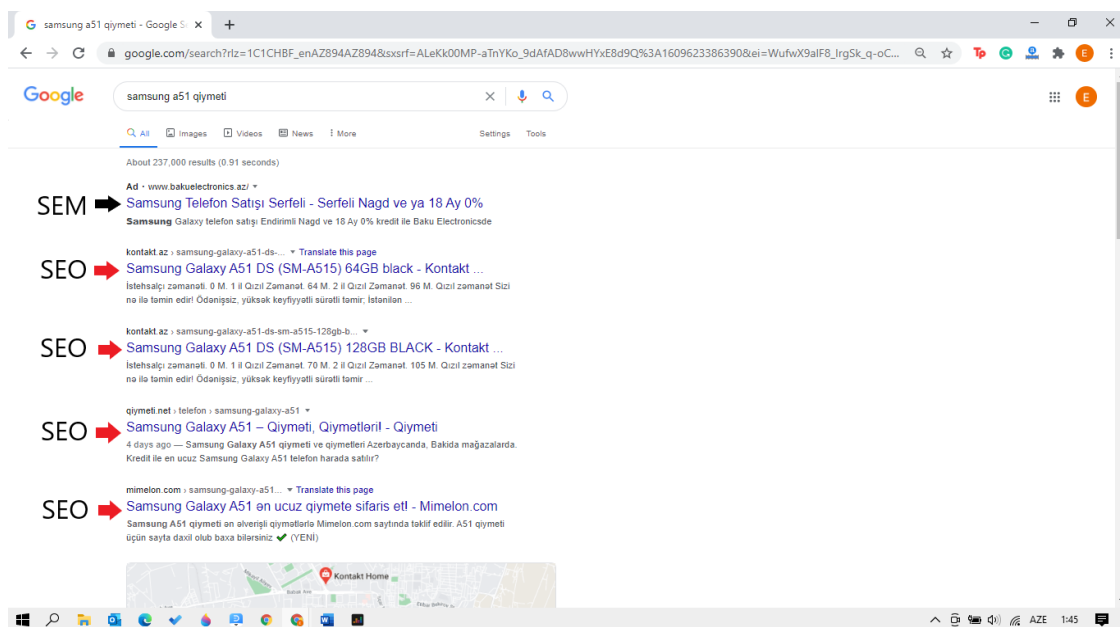 samsung a51 qiymeti - Google S
google.com/search?rlz=1C1CHBF_enAZ894AZ894&sxsrf=ALeKk00MP-aTnYKo_9dAfAD8wwHYxE8d9Q%3A1609623386390&ei=WufwX9alF8_IrgSk_q-oC...
Google
samsung a51 qiymeti
E
All Images Videos News More Settings Tools
About 237,000 results (0.91 seconds)
Ad · www.bakuelectronics.az/
SEM
Samsung Telefon Satışı Serfeli - Serfeli Nagd ve ya 18 Ay 0%
Samsung Galaxy telefon satışı Endirimli Nagd ve 18 Ay 0% kredit ile Baku Electronicsde
kontakt.az › samsung-galaxy-a51-ds-... Translate this page
SEO
Samsung Galaxy A51 DS (SM-A515) 64GB black - Kontakt ...
İstehsalçı zəmanəti. 0 M. 1 il Qızıl Zəmanət. 64 M. 2 il Qızıl Zəmanət. 96 M. Qızıl zəmanət Sizi
nə ilə təmin edir! Ödənişsiz, yüksək keyfiyyətli sürətli təmir; İstənilən ...
kontakt.az › samsung-galaxy-a51-ds-sm-a515-128gb-b...
SEO
Samsung Galaxy A51 DS (SM-A515) 128GB BLACK - Kontakt ...
İstehsalçı zəmanəti. 0 M. 1 il Qızıl Zəmanət. 70 M. 2 il Qızıl Zəmanət. 105 M. Qızıl zəmanət Sizi
nə ilə təmin edir! Ödənişsiz, yüksək keyfiyyətli sürətli təmir ...
qiymeti.net › telefon › samsung-galaxy-a51
SEO
Samsung Galaxy A51 – Qiyməti, Qiymətləri! - Qiymeti
4 days ago — Samsung Galaxy A51 qiymeti ve qiymetleri Azerbaycanda, Bakida mağazalarda.
Kredit ile en ucuz Samsung Galaxy A51 telefon harada satılır?
mimelon.com › samsung-galaxy-a51... Translate this page
SEO
Samsung Galaxy A51 ən ucuz qiymete sifaris et! - Mimelon.com
Samsung A51 qiymeti ən əlverişli qiymətlərlə Mimelon.com saytında təklif edilir. A51 qiyməti
üçün sayta daxil olub baxa bilərsiniz ✔ (YENİ)
Kontakt Home
AZE 1:45